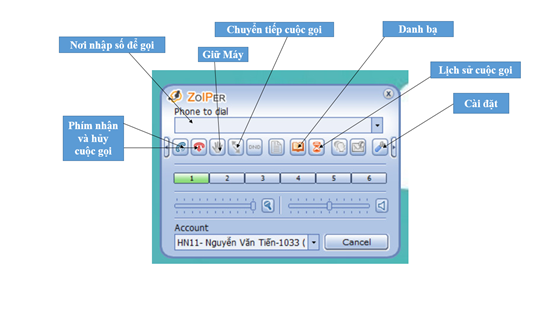 Chuyển tiếp cuộc gọi
Danh bạ
Nơi nhập số để gọi
Giữ Máy
Lịch sử cuộc gọi
Cài đặt
Phím nhận
và hủy
cuộc gọi
ZOIPER
Phone to dial
DND
1 2 3 4 5 6
Account
HN11- Nguyễn Văn Tiến-1033 (
Cancel